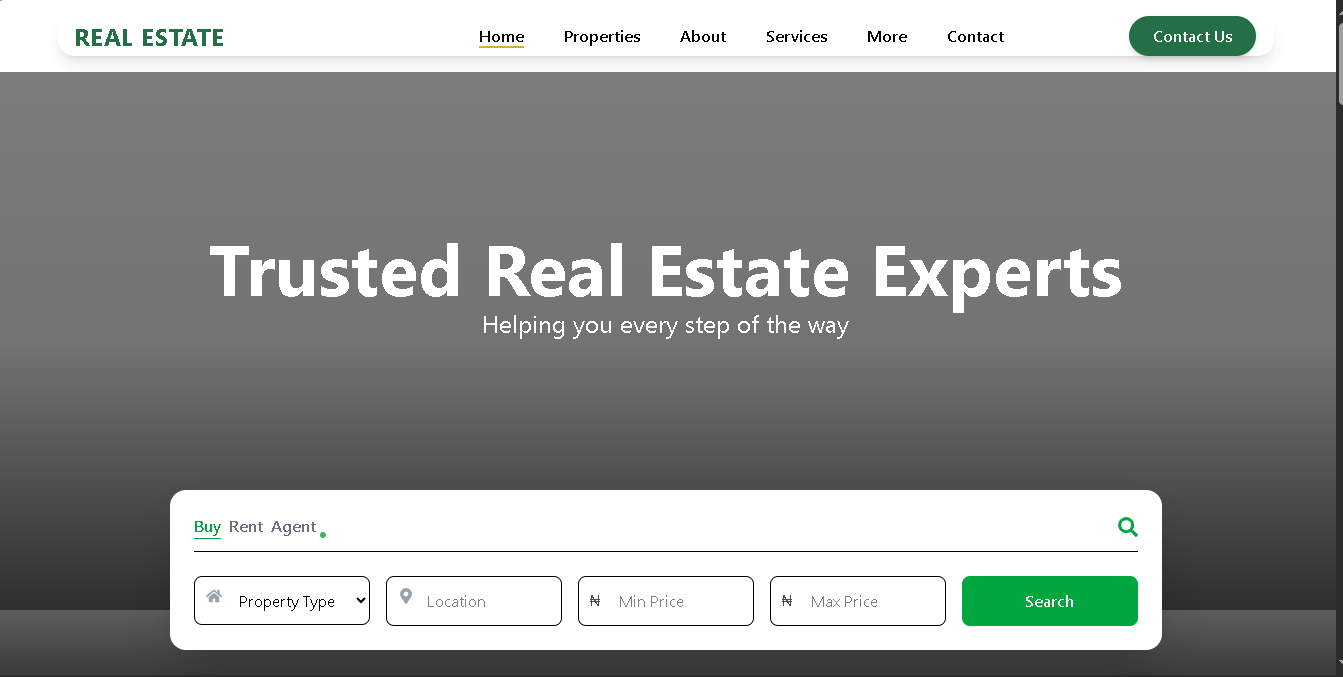 REAL ESTATE
Home Properties About Services More Contact
Contact Us
Trusted Real Estate Experts
Helping you every step of the way
Buy Rent Agent
Property Type
Location
₦ Min Price
₦ Max Price
Search